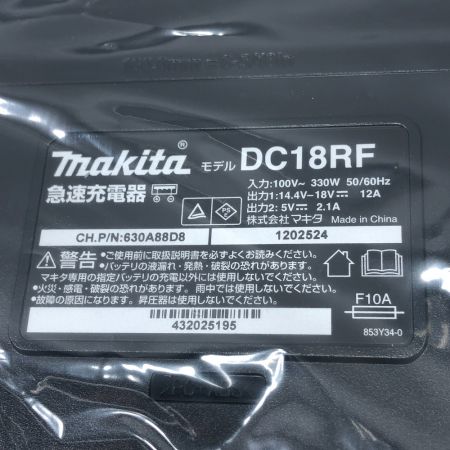 makita® モデル DC18RF
急速充電器
入力:100V～ 330W 50/60Hz
出力1:14.4V⎓18V⎓ 12A
出力2: 5V⎓ 2.1A
株式会社マキタ Made in China
CH.P/N:630A88D8 1202524
警告 •ご使用前に取扱説明書を必ずよくお読みください。
•バッテリの液漏れ・発熱・破裂の恐れがあります。
マキタ専用の指定バッテリの充電以外には使用しないでください。
•火災・感電・破裂の恐れがあります。雨中では使用しないでください。
•故障の原因になります。昇圧器は使用しないでください。
F10A
432025195
853Y34-0